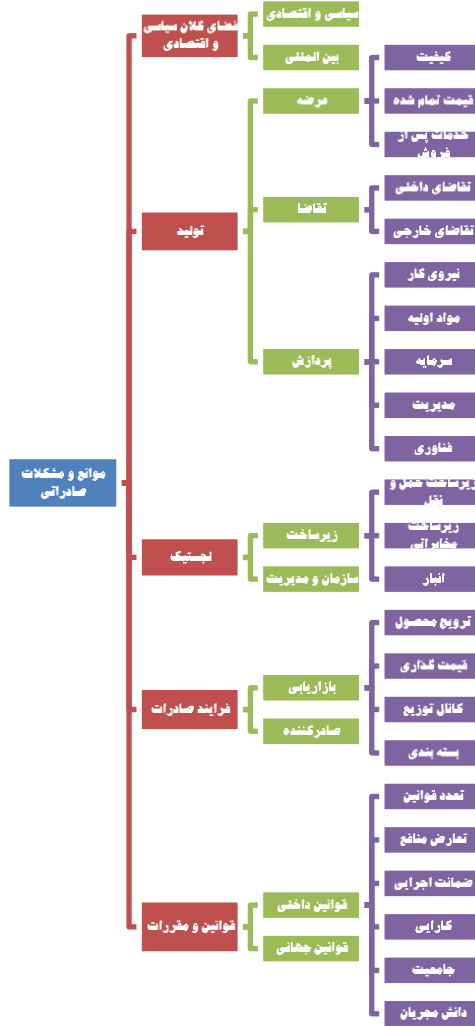 موانع و مشکلات
صادراتی
فضای کلان سیاسی
و اقتصادی
سیاسی و اقتصادی
بین المللی
تولید
عرضه
کیفیت
قیمت تمام شده
خدمات پس از
فروش
تقاضا
تقاضای داخلی
تقاضای خارجی
پردازش
نیروی کار
مواد اولیه
سرمایه
مدیریت
فناوری
لجستیک
زیرساخت
زیرساخت حمل و
نقل
زیرساخت
مخابراتی
انبار
سازمان و مدیریت
فرایند صادرات
بازاریابی
ترویج محصول
قیمت گذاری
کانال توزیع
بسته بندی
صادرکننده
قوانین و مقررات
قوانین داخلی
تعدد قوانین
تعارض منافع
ضمانت اجرایی
کارایی
جامعیت
دانش مجریان
قوانین جهانی